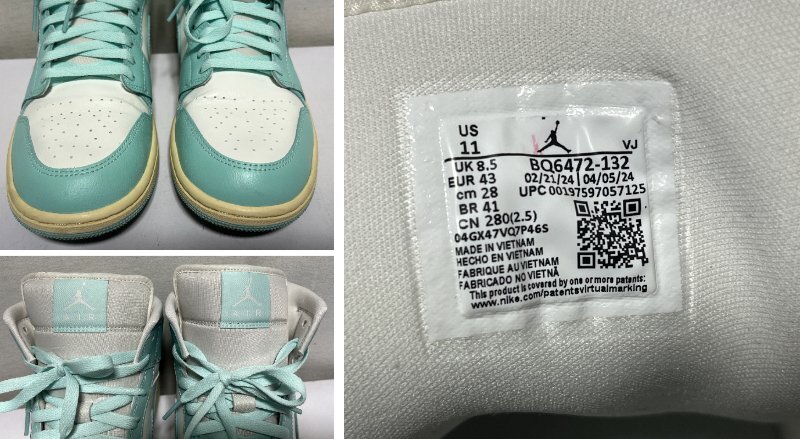 AIR
AIR
US
11
VJ
UK 8.5
BQ6472-132
EUR 43
02/21/24 04/05/24
cm 28
UPC 00197597057125
BR 41
CN 280(2.5)
04GX47VQ7P46S
MADE IN VIETNAM
HECHO EN VIETNAM
FABRIQUE AU VIETNAM
FABRICADO NO VIETNÃ
This product is covered by one or more patents:
www.nike.com/patentsvirtualmarking